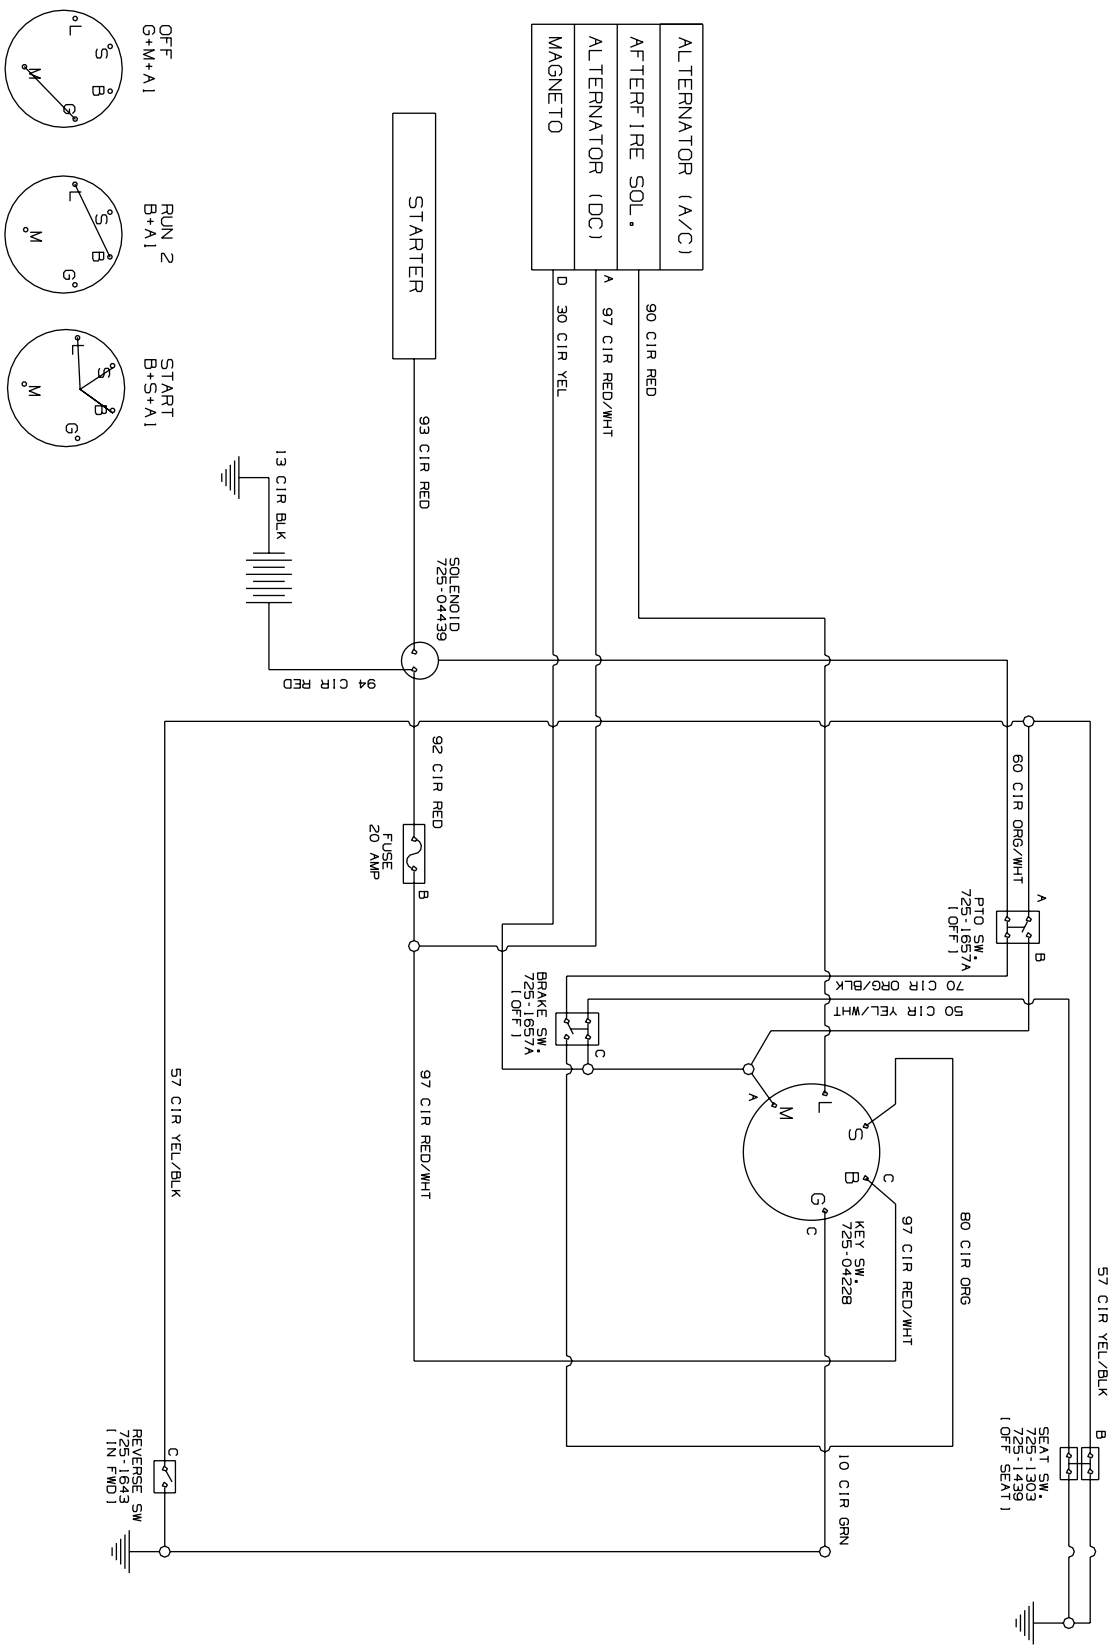 ALTERNATOR (A/C)
AFTERFIRE SOL.
ALTERNATOR (DC)
MAGNETO
STARTER
OFF
G+M+A1
L
S
B
M
G
RUN 2
B+A1
L
S
B
M
G
START
B+S+A1
L
S
B
M
G
90 CIR RED
A
97 CIR RED/WHT
D
30 CIR YEL
93 CIR RED
13 CIR BLK
SOLENOID
725-04439
94 CIR RED
92 CIR RED
FUSE
20 AMP
B
60 CIR ORG/WHT
A
B
PTO SW.
725-1657A
(OFF)
70 CIR ORG/BLK
50 CIR YEL/WHT
BRAKE SW.
725-1657A
(OFF)
C
A
M
L
S
B
G
C
C
KEY SW.
725-04228
97 CIR RED/WHT
80 CIR ORG
97 CIR RED/WHT
57 CIR YEL/BLK
57 CIR YEL/BLK
B
SEAT SW.
725-1303
725-1439
(OFF SEAT)
10 CIR GRN
C
REVERSE SW
725-1643
(IN FWD)